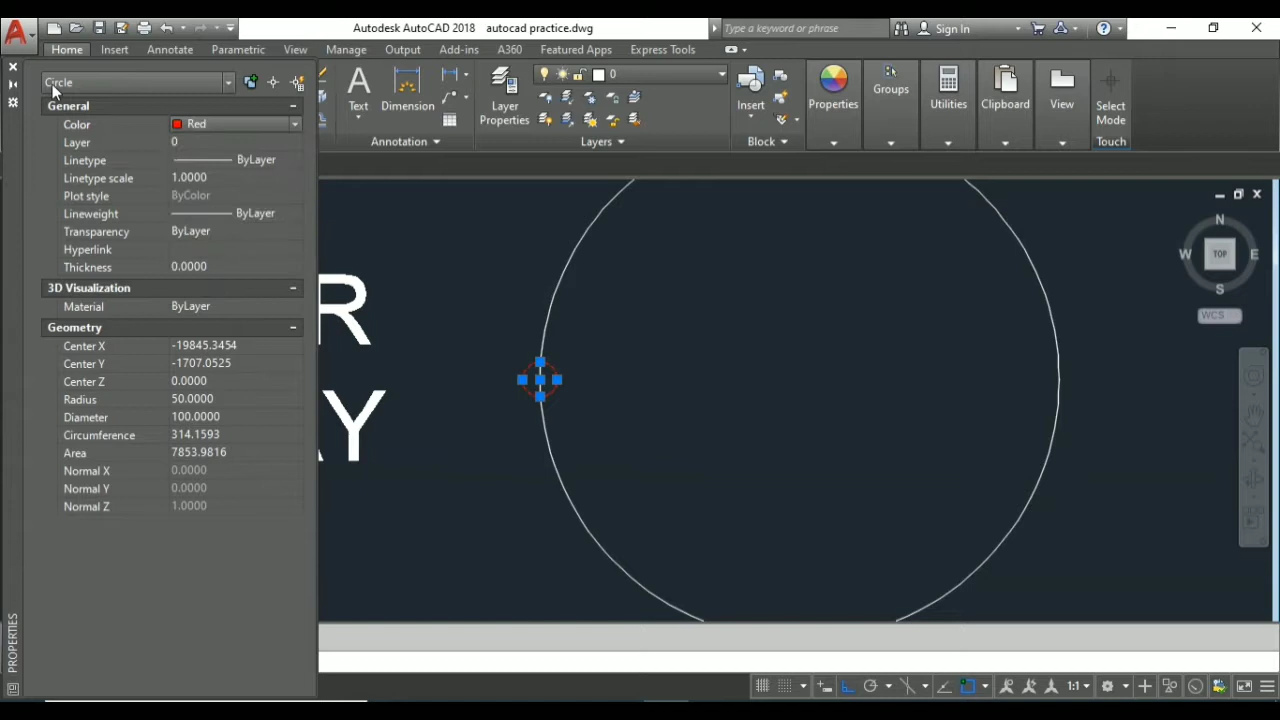 Autodesk AutoCAD 2018 autocad practice.dwg
Type a keyword or phrase
Sign In
Home Insert Annotate Parametric View Manage Output Add-ins A360 Featured Apps Express Tools
Circle
General
Color Red
Layer 0
Linetype ByLayer
Linetype scale 1.0000
Plot style ByColor
Lineweight ByLayer
Transparency ByLayer
Hyperlink
Thickness 0.0000
3D Visualization
Material ByLayer
Geometry
Center X -19845.3454
Center Y -1707.0525
Center Z 0.0000
Radius 50.0000
Diameter 100.0000
Circumference 314.1593
Area 7853.9816
Normal X 0.0000
Normal Y 0.0000
Normal Z 1.0000
PROPERTIES
A
Text
Dimension
Annotation
Layer
Properties
0
Layers
Insert
Block
Properties
Groups
Utilities
Clipboard
View
Select
Mode
Touch
R
AY
N
W TOP E
S
WCS
1:1